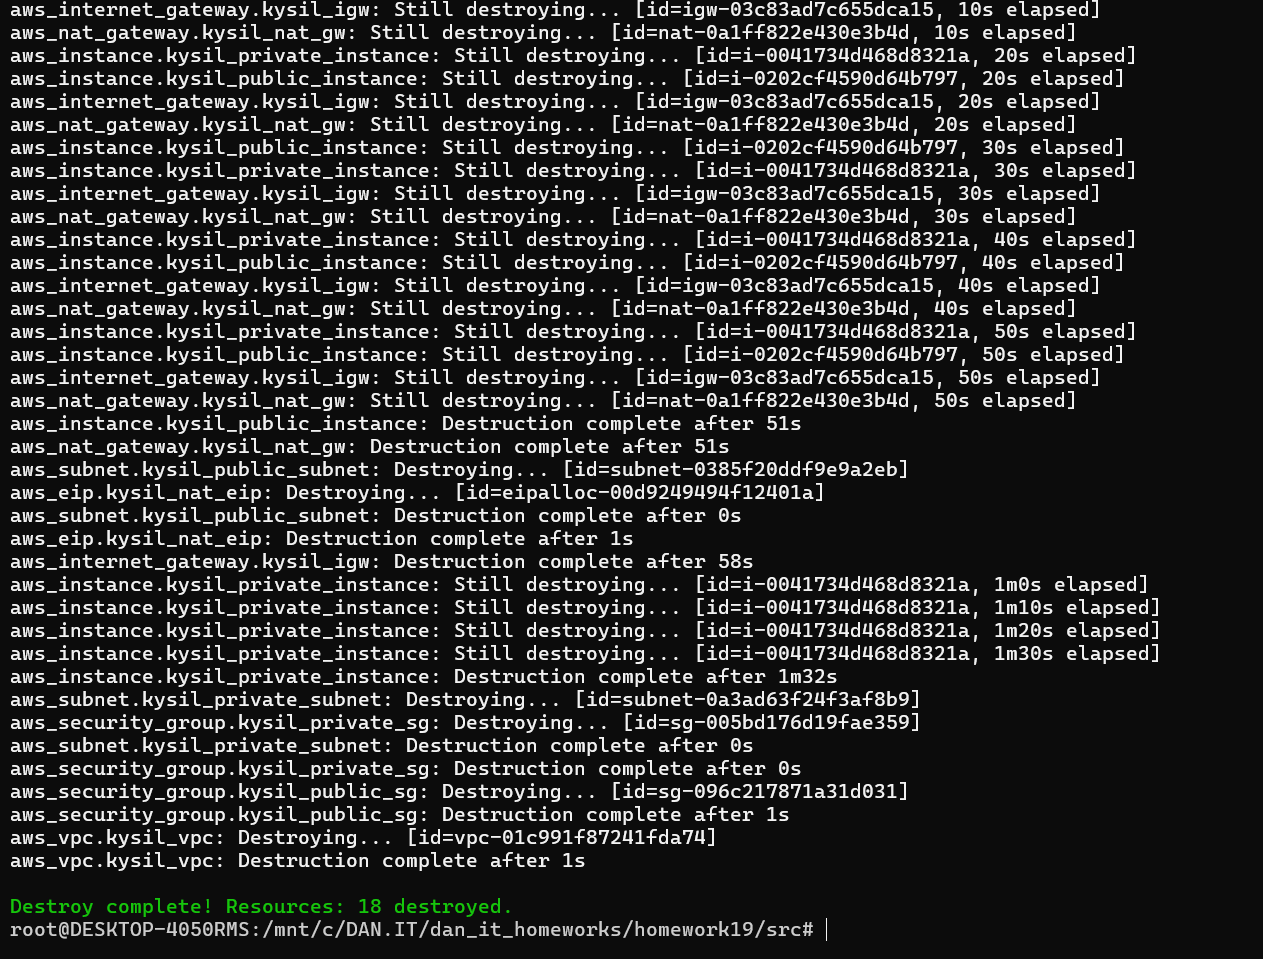 aws_internet_gateway.kysil_igw: Still destroying... [id=igw-03c83ad7c655dca15, 10s elapsed]
aws_nat_gateway.kysil_nat_gw: Still destroying... [id=nat-0a1ff822e430e3b4d, 10s elapsed]
aws_instance.kysil_private_instance: Still destroying... [id=i-0041734d468d8321a, 20s elapsed]
aws_instance.kysil_public_instance: Still destroying... [id=i-0202cf4590d64b797, 20s elapsed]
aws_internet_gateway.kysil_igw: Still destroying... [id=igw-03c83ad7c655dca15, 20s elapsed]
aws_nat_gateway.kysil_nat_gw: Still destroying... [id=nat-0a1ff822e430e3b4d, 20s elapsed]
aws_instance.kysil_public_instance: Still destroying... [id=i-0202cf4590d64b797, 30s elapsed]
aws_instance.kysil_private_instance: Still destroying... [id=i-0041734d468d8321a, 30s elapsed]
aws_internet_gateway.kysil_igw: Still destroying... [id=igw-03c83ad7c655dca15, 30s elapsed]
aws_nat_gateway.kysil_nat_gw: Still destroying... [id=nat-0a1ff822e430e3b4d, 30s elapsed]
aws_instance.kysil_private_instance: Still destroying... [id=i-0041734d468d8321a, 40s elapsed]
aws_instance.kysil_public_instance: Still destroying... [id=i-0202cf4590d64b797, 40s elapsed]
aws_internet_gateway.kysil_igw: Still destroying... [id=igw-03c83ad7c655dca15, 40s elapsed]
aws_nat_gateway.kysil_nat_gw: Still destroying... [id=nat-0a1ff822e430e3b4d, 40s elapsed]
aws_instance.kysil_private_instance: Still destroying... [id=i-0041734d468d8321a, 50s elapsed]
aws_instance.kysil_public_instance: Still destroying... [id=i-0202cf4590d64b797, 50s elapsed]
aws_internet_gateway.kysil_igw: Still destroying... [id=igw-03c83ad7c655dca15, 50s elapsed]
aws_nat_gateway.kysil_nat_gw: Still destroying... [id=nat-0a1ff822e430e3b4d, 50s elapsed]
aws_instance.kysil_public_instance: Destruction complete after 51s
aws_nat_gateway.kysil_nat_gw: Destruction complete after 51s
aws_subnet.kysil_public_subnet: Destroying... [id=subnet-0385f20ddf9e9a2eb]
aws_eip.kysil_nat_eip: Destroying... [id=eipalloc-00d9249494f12401a]
aws_subnet.kysil_public_subnet: Destruction complete after 0s
aws_eip.kysil_nat_eip: Destruction complete after 1s
aws_internet_gateway.kysil_igw: Destruction complete after 58s
aws_instance.kysil_private_instance: Still destroying... [id=i-0041734d468d8321a, 1m0s elapsed]
aws_instance.kysil_private_instance: Still destroying... [id=i-0041734d468d8321a, 1m10s elapsed]
aws_instance.kysil_private_instance: Still destroying... [id=i-0041734d468d8321a, 1m20s elapsed]
aws_instance.kysil_private_instance: Still destroying... [id=i-0041734d468d8321a, 1m30s elapsed]
aws_instance.kysil_private_instance: Destruction complete after 1m32s
aws_subnet.kysil_private_subnet: Destroying... [id=subnet-0a3ad63f24f3af8b9]
aws_security_group.kysil_private_sg: Destroying... [id=sg-005bd176d19fae359]
aws_subnet.kysil_private_subnet: Destruction complete after 0s
aws_security_group.kysil_private_sg: Destruction complete after 0s
aws_security_group.kysil_public_sg: Destroying... [id=sg-096c217871a31d031]
aws_security_group.kysil_public_sg: Destruction complete after 1s
aws_vpc.kysil_vpc: Destroying... [id=vpc-01c991f87241fda74]
aws_vpc.kysil_vpc: Destruction complete after 1s
Destroy complete! Resources: 18 destroyed.
root@DESKTOP-4050RMS:/mnt/c/DAN.IT/dan_it_homeworks/homework19/src#